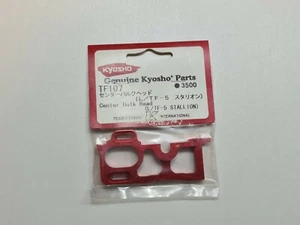 KYOSHO
Genuine Kyosho® Parts
TF107
●3500
センターバルクヘッド
(L/TF-5 スタリオン)
Center Bulk Head
(L/TF-5 STALLION)
INTERNATIONAL